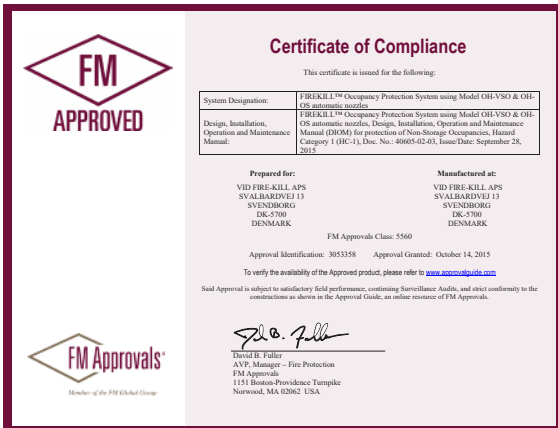 FM
APPROVED
Certificate of Compliance
This certificate is issued for the following:
System Designation:
FIREKILL™ Occupancy Protection System using Model OH-VSO & OH-
OS automatic nozzles
Design, Installation,
Operation and Maintenance
Manual:
FIREKILL™ Occupancy Protection System using Model OH-VSO & OH-
OS automatic nozzles, Design, Installation, Operation and Maintenance
Manual (DIOM) for protection of Non-Storage Occupancies, Hazard
Category 1 (HC-1), Doc. No.: 40605-02-03, Issue/Date: September 28,
2015
Prepared for:
VID FIRE-KILL APS
SVALBARDVEJ 13
SVENDBORG
DK-5700
DENMARK
Manufactured at:
VID FIRE-KILL APS
SVALBARDVEJ 13
SVENDBORG
DK-5700
DENMARK
FM Approvals Class: 5560
Approval Identification: 3053358 Approval Granted: October 14, 2015
To verify the availability of the Approved product, please refer to www.approvalguide.com
Said Approval is subject to satisfactory field performance, continuing Surveillance Audits, and strict conformity to the
constructions as shown in the Approval Guide, an online resource of FM Approvals.
David B. Fuller
AVP, Manager – Fire Protection
FM Approvals
1151 Boston-Providence Turnpike
Norwood, MA 02062 USA
FM Approvals®
Member of the FM Global Group